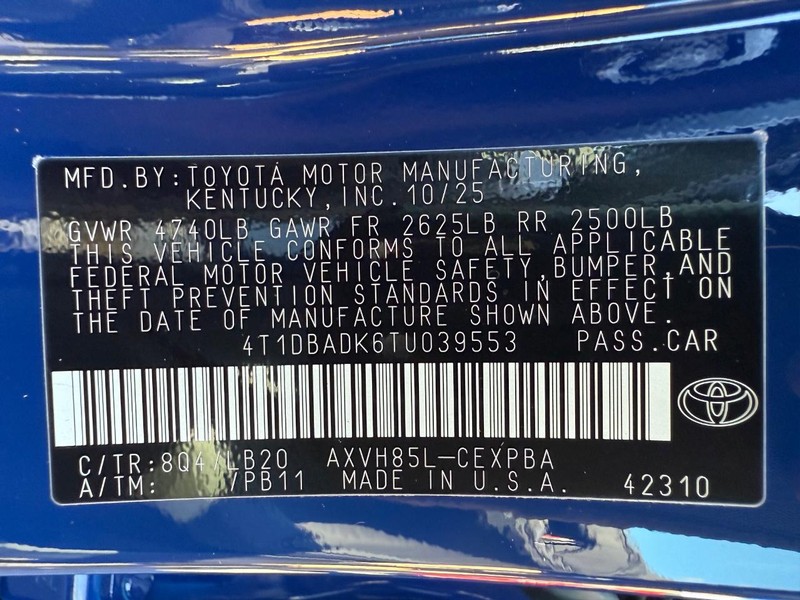 MFD.BY:TOYOTA MOTOR MANUFACTURING,
KENTUCKY,INC.10/25
GVWR 4740LB GAWR FR 2625LB RR 2500LB
THIS VEHICLE CONFORMS TO ALL APPLICABLE
FEDERAL MOTOR VEHICLE SAFETY,BUMPER,AND
THEFT PREVENTION STANDARDS IN EFFECT ON
THE DATE OF MANUFACTURE SHOWN ABOVE.
4T1DBADK6TU039553 PASS.CAR
C/TR:8Q4/LB20 AXVH85L-CEXPBA
A/TM: /PB11 MADE IN U.S.A. 42310